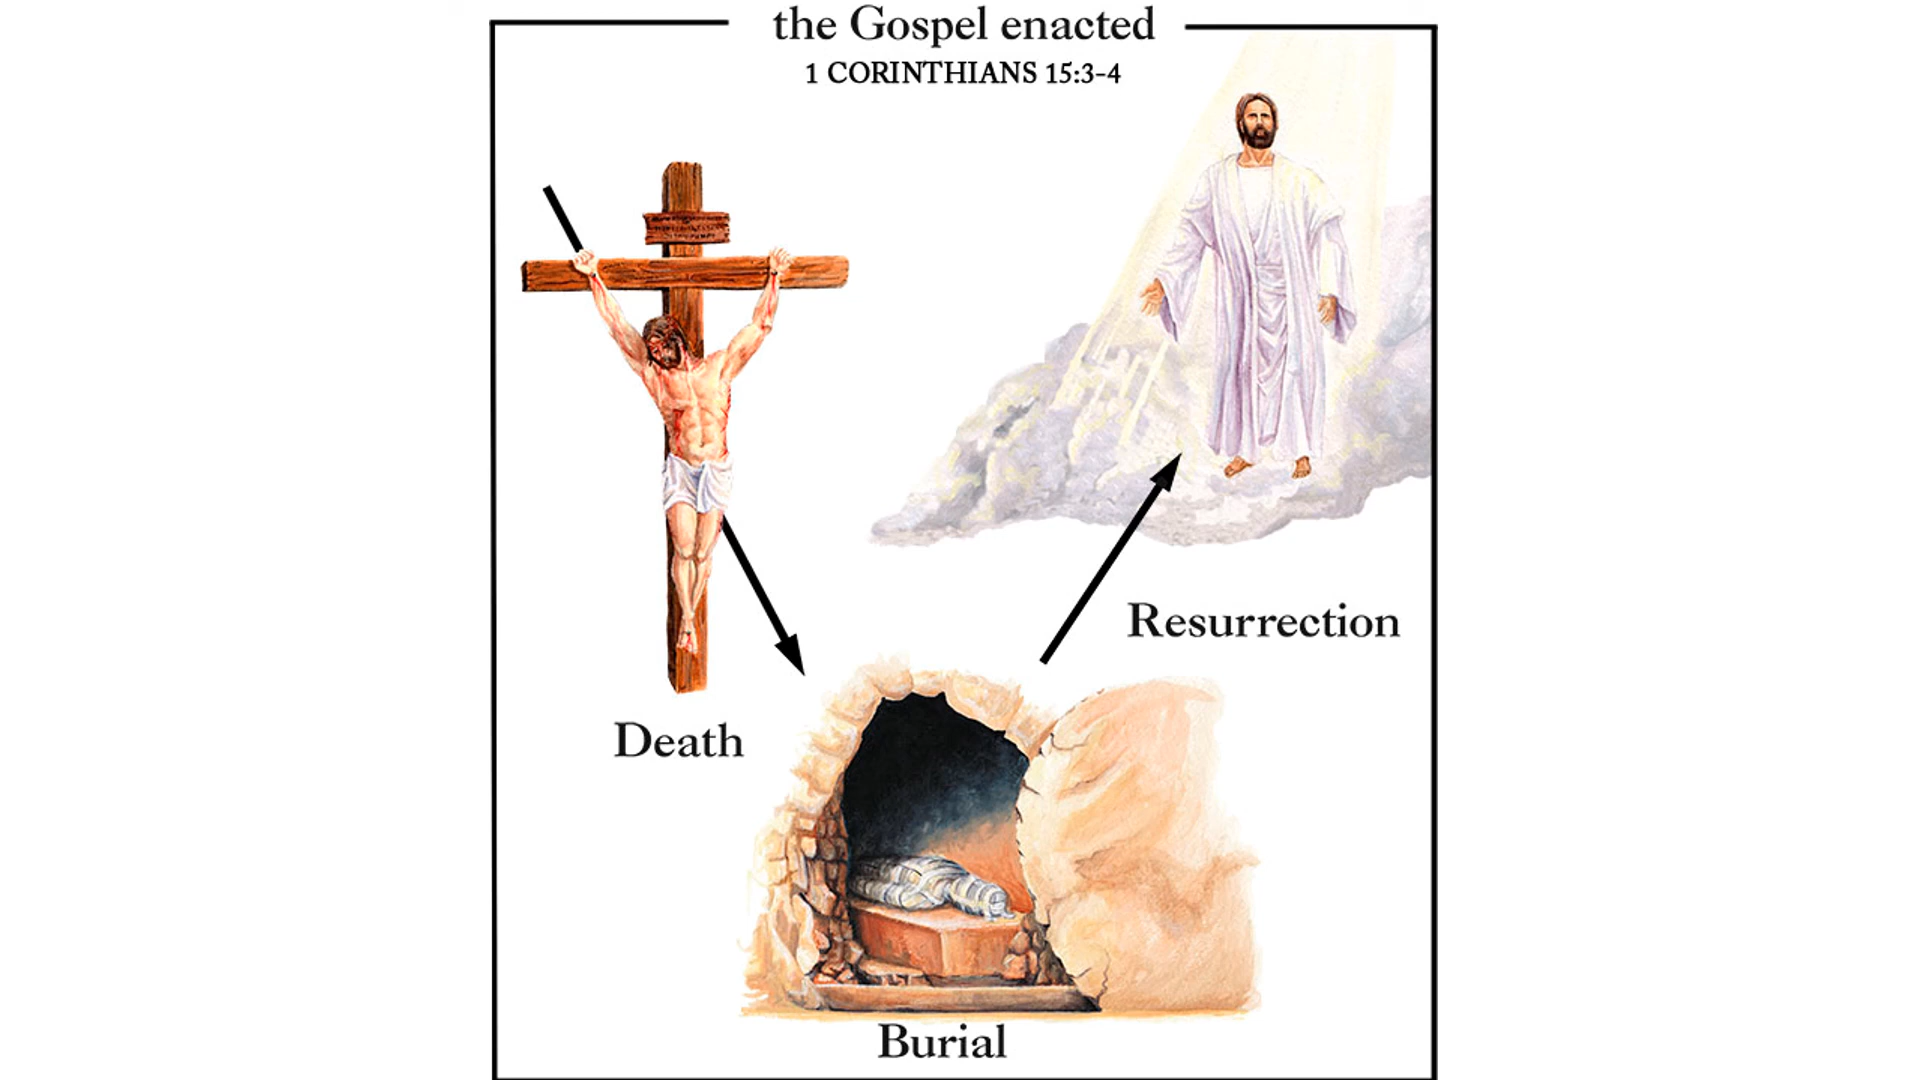 the Gospel enacted
1 CORINTHIANS 15:3-4
Resurrection
Death
Burial